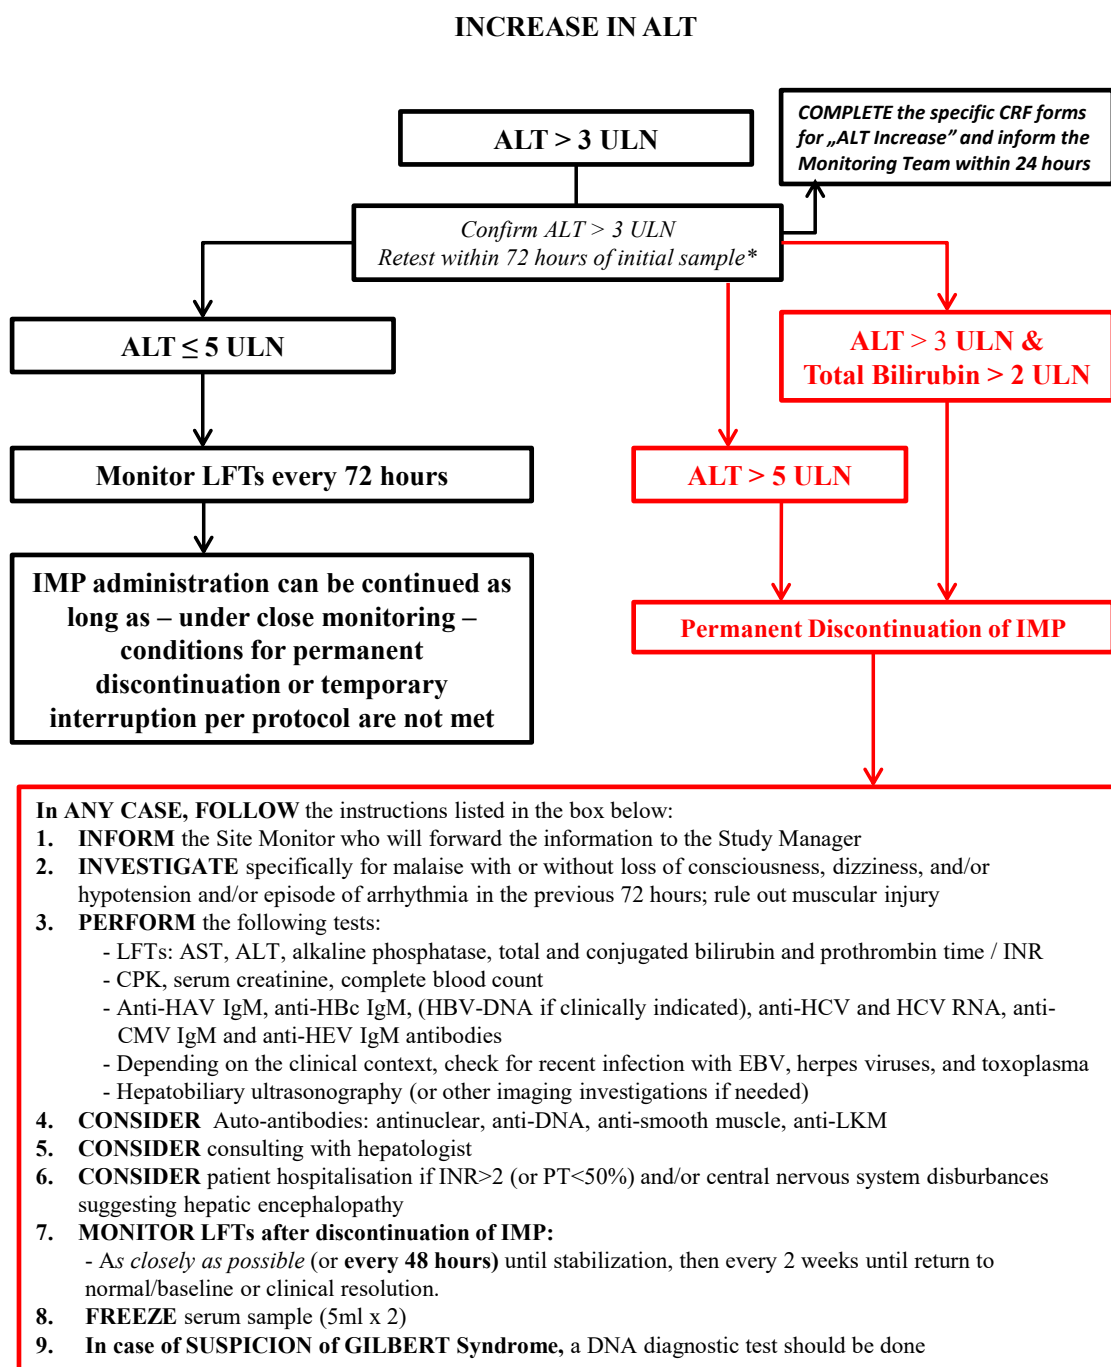 INCREASE IN ALT
ALT > 3 ULN
COMPLETE the specific CRF forms
for „ALT Increase” and inform the
Monitoring Team within 24 hours
Confirm ALT > 3 ULN
Retest within 72 hours of initial sample*
ALT ≤ 5 ULN
ALT > 3 ULN &
Total Bilirubin > 2 ULN
Monitor LFTs every 72 hours
ALT > 5 ULN
IMP administration can be continued as
long as – under close monitoring –
conditions for permanent
discontinuation or temporary
interruption per protocol are not met
Permanent Discontinuation of IMP
In ANY CASE, FOLLOW the instructions listed in the box below:
1. INFORM the Site Monitor who will forward the information to the Study Manager
2. INVESTIGATE specifically for malaise with or without loss of consciousness, dizziness, and/or
hypotension and/or episode of arrhythmia in the previous 72 hours; rule out muscular injury
3. PERFORM the following tests:
- LFTs: AST, ALT, alkaline phosphatase, total and conjugated bilirubin and prothrombin time / INR
- CPK, serum creatinine, complete blood count
- Anti-HAV IgM, anti-HBc IgM, (HBV-DNA if clinically indicated), anti-HCV and HCV RNA, anti-
CMV IgM and anti-HEV IgM antibodies
- Depending on the clinical context, check for recent infection with EBV, herpes viruses, and toxoplasma
- Hepatobiliary ultrasonography (or other imaging investigations if needed)
4. CONSIDER Auto-antibodies: antinuclear, anti-DNA, anti-smooth muscle, anti-LKM
5. CONSIDER consulting with hepatologist
6. CONSIDER patient hospitalisation if INR>2 (or PT<50%) and/or central nervous system disturbances
suggesting hepatic encephalopathy
7. MONITOR LFTs after discontinuation of IMP:
- As closely as possible (or every 48 hours) until stabilization, then every 2 weeks until return to
normal/baseline or clinical resolution.
8. FREEZE serum sample (5ml x 2)
9. In case of SUSPICION of GILBERT Syndrome, a DNA diagnostic test should be done